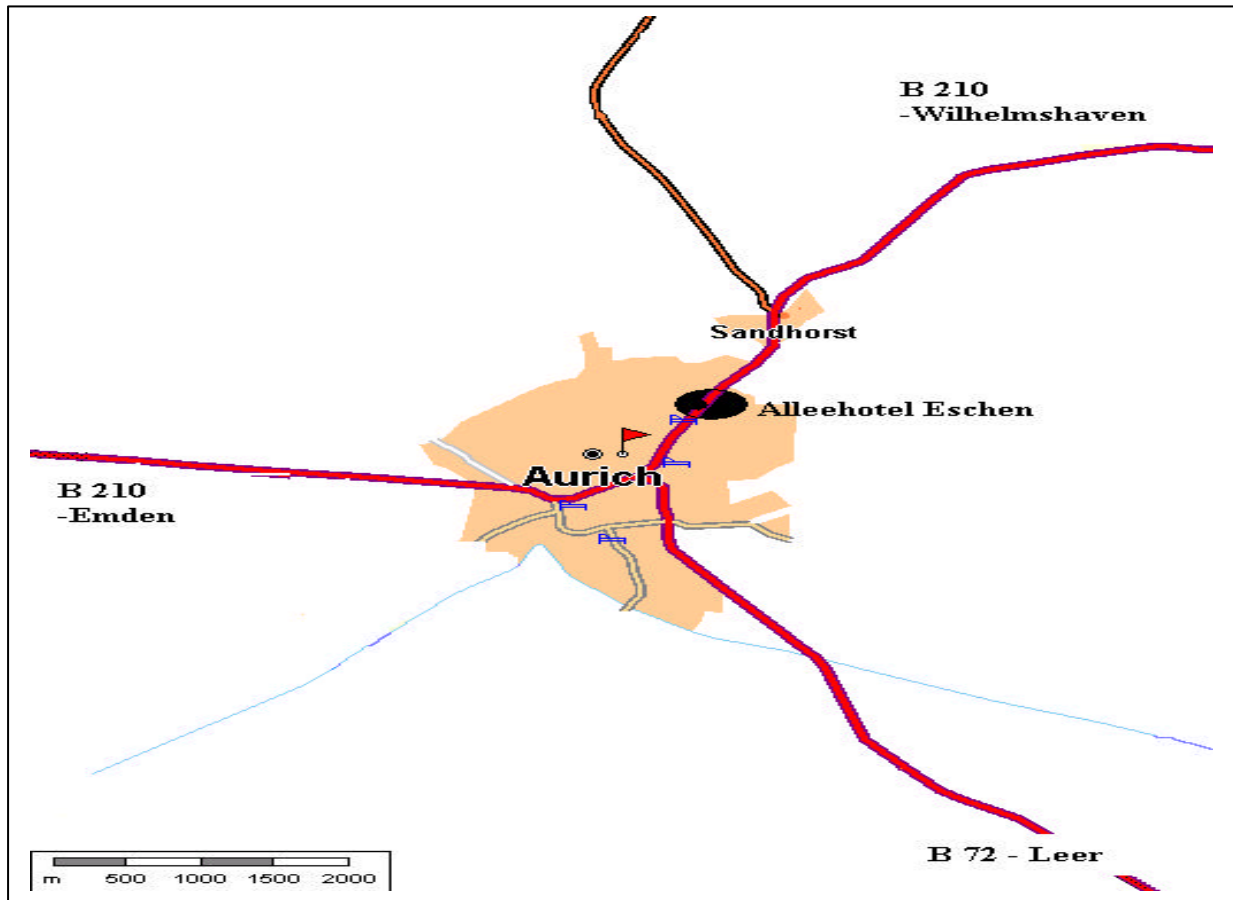 B 210
-Wilhelmshaven
Sandhorst
Alleehotel Eschen
Aurich
B 210
-Emden
B 72 - Leer
m 500 1000 1500 2000